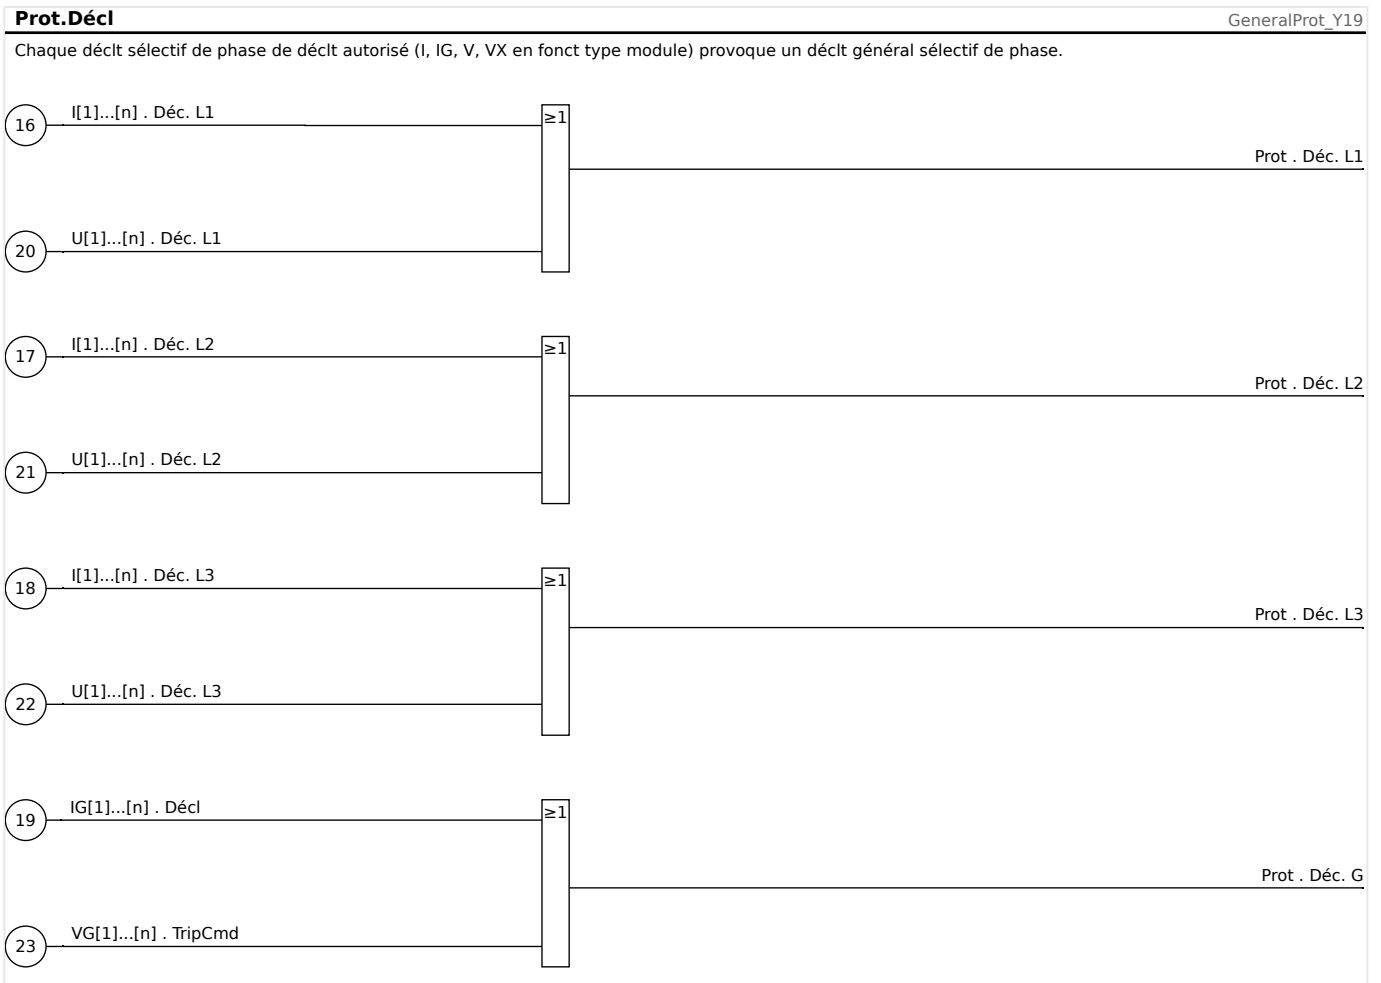 Prot.Décl
GeneralProt_Y19
Chaque déclt sélectif de phase de déclt autorisé (I, IG, V, VX en fonct type module) provoque un déclt général sélectif de phase.
16
I[1]...[n] . Déc. L1
≥1
Prot . Déc. L1
20
U[1]...[n] . Déc. L1
17
I[1]...[n] . Déc. L2
≥1
Prot . Déc. L2
21
U[1]...[n] . Déc. L2
18
I[1]...[n] . Déc. L3
≥1
Prot . Déc. L3
22
U[1]...[n] . Déc. L3
19
IG[1]...[n] . Décl
≥1
Prot . Déc. G
23
VG[1]...[n] . TripCmd